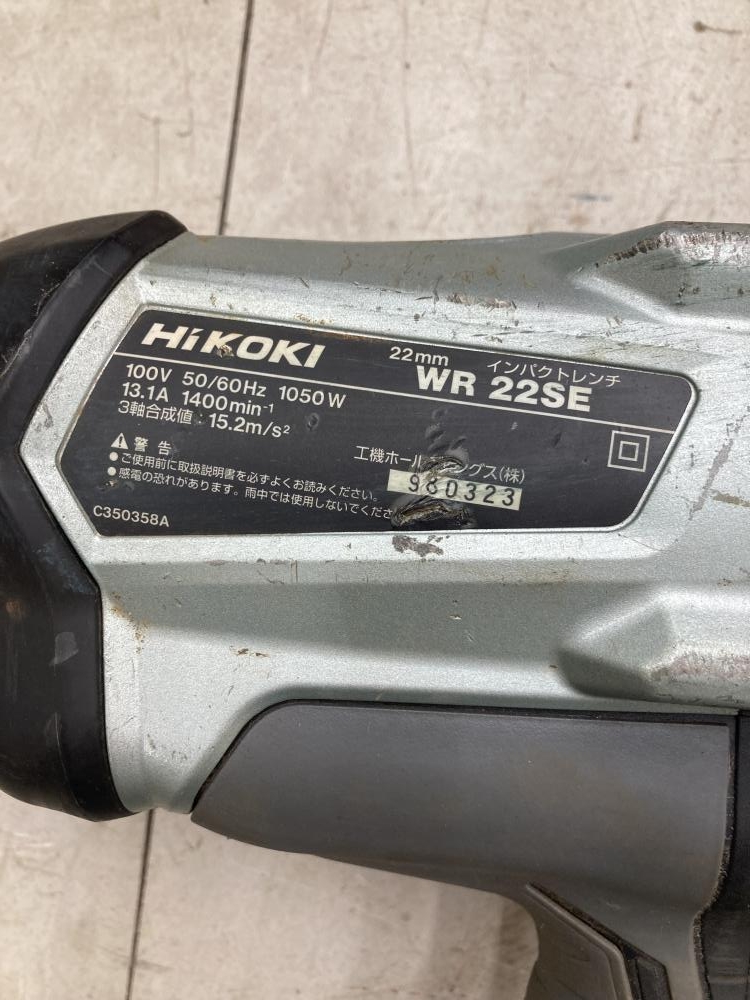 HiKOKI
22mm インパクトレンチ
WR 22SE
100V 50/60Hz 1050W
13.1A 1400min⁻¹
3軸合成値 15.2m/s²
警告
● ご使用前に取扱説明書を必ずよくお読みください。
● 感電の恐れがあります。雨中では使用しないでくださ
工機ホール ングス(株)
980323
C350358A